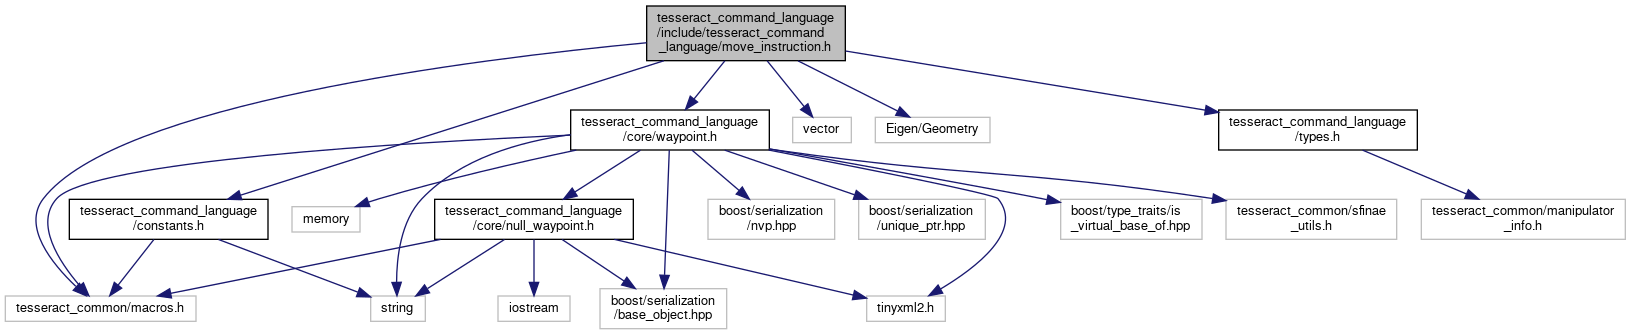 tesseract_command_language
/include/tesseract_command
_language/move_instruction.h
tesseract_command_language
/core/waypoint.h
vector
Eigen/Geometry
tesseract_command_language
/types.h
tesseract_command_language
/constants.h
memory
tesseract_command_language
/core/null_waypoint.h
boost/serialization
/nvp.hpp
boost/serialization
/unique_ptr.hpp
boost/type_traits/is
_virtual_base_of.hpp
tesseract_common/sfinae
_utils.h
tesseract_common/manipulator
_info.h
tesseract_common/macros.h
string
iostream
boost/serialization
/base_object.hpp
tinyxml2.h